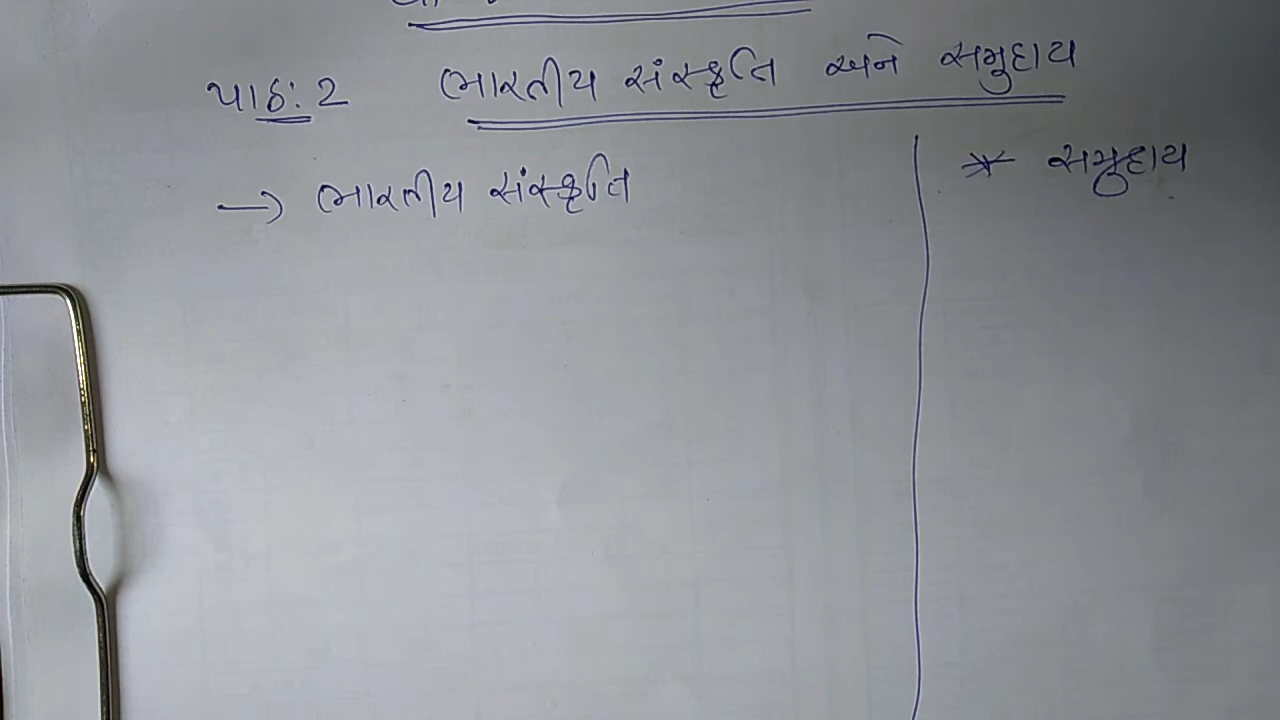 પાઠ: 2 ભારતીય સંસ્કૃતિ અને સમુદાય
→ ભારતીય સંસ્કૃતિ
* સમુદાય